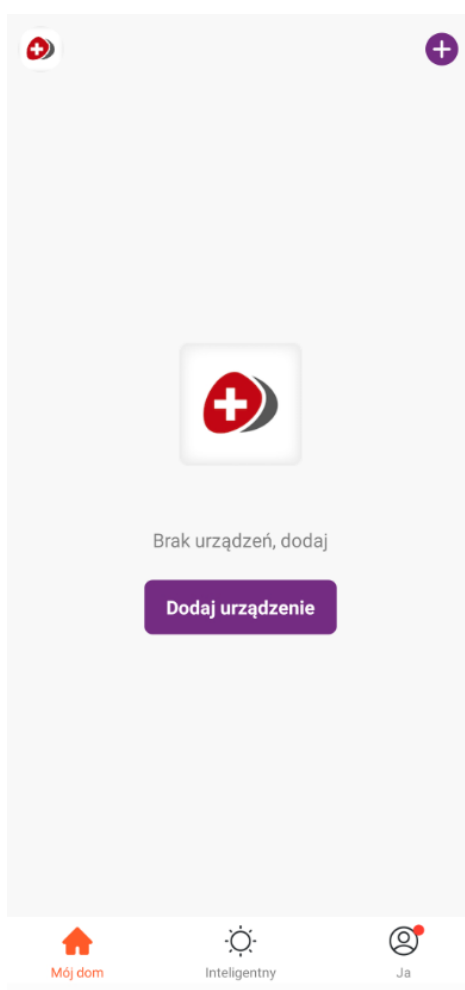 Brak urządzeń, dodaj
Dodaj urządzenie
Mój dom
Inteligentny
Ja